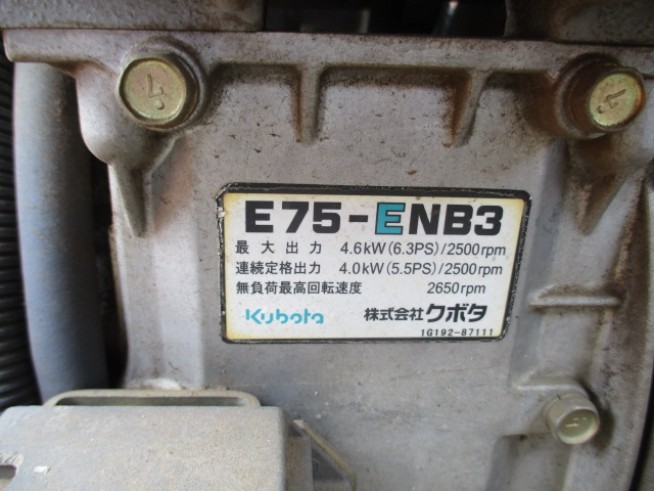 E75-ENB3
最大出力 4.6kW(6.3PS)/2500rpm
連続定格出力 4.0kW(5.5PS)/2500rpm
無負荷最高回転速度 2650rpm
Kubota 株式会社クボタ
1G192-87111